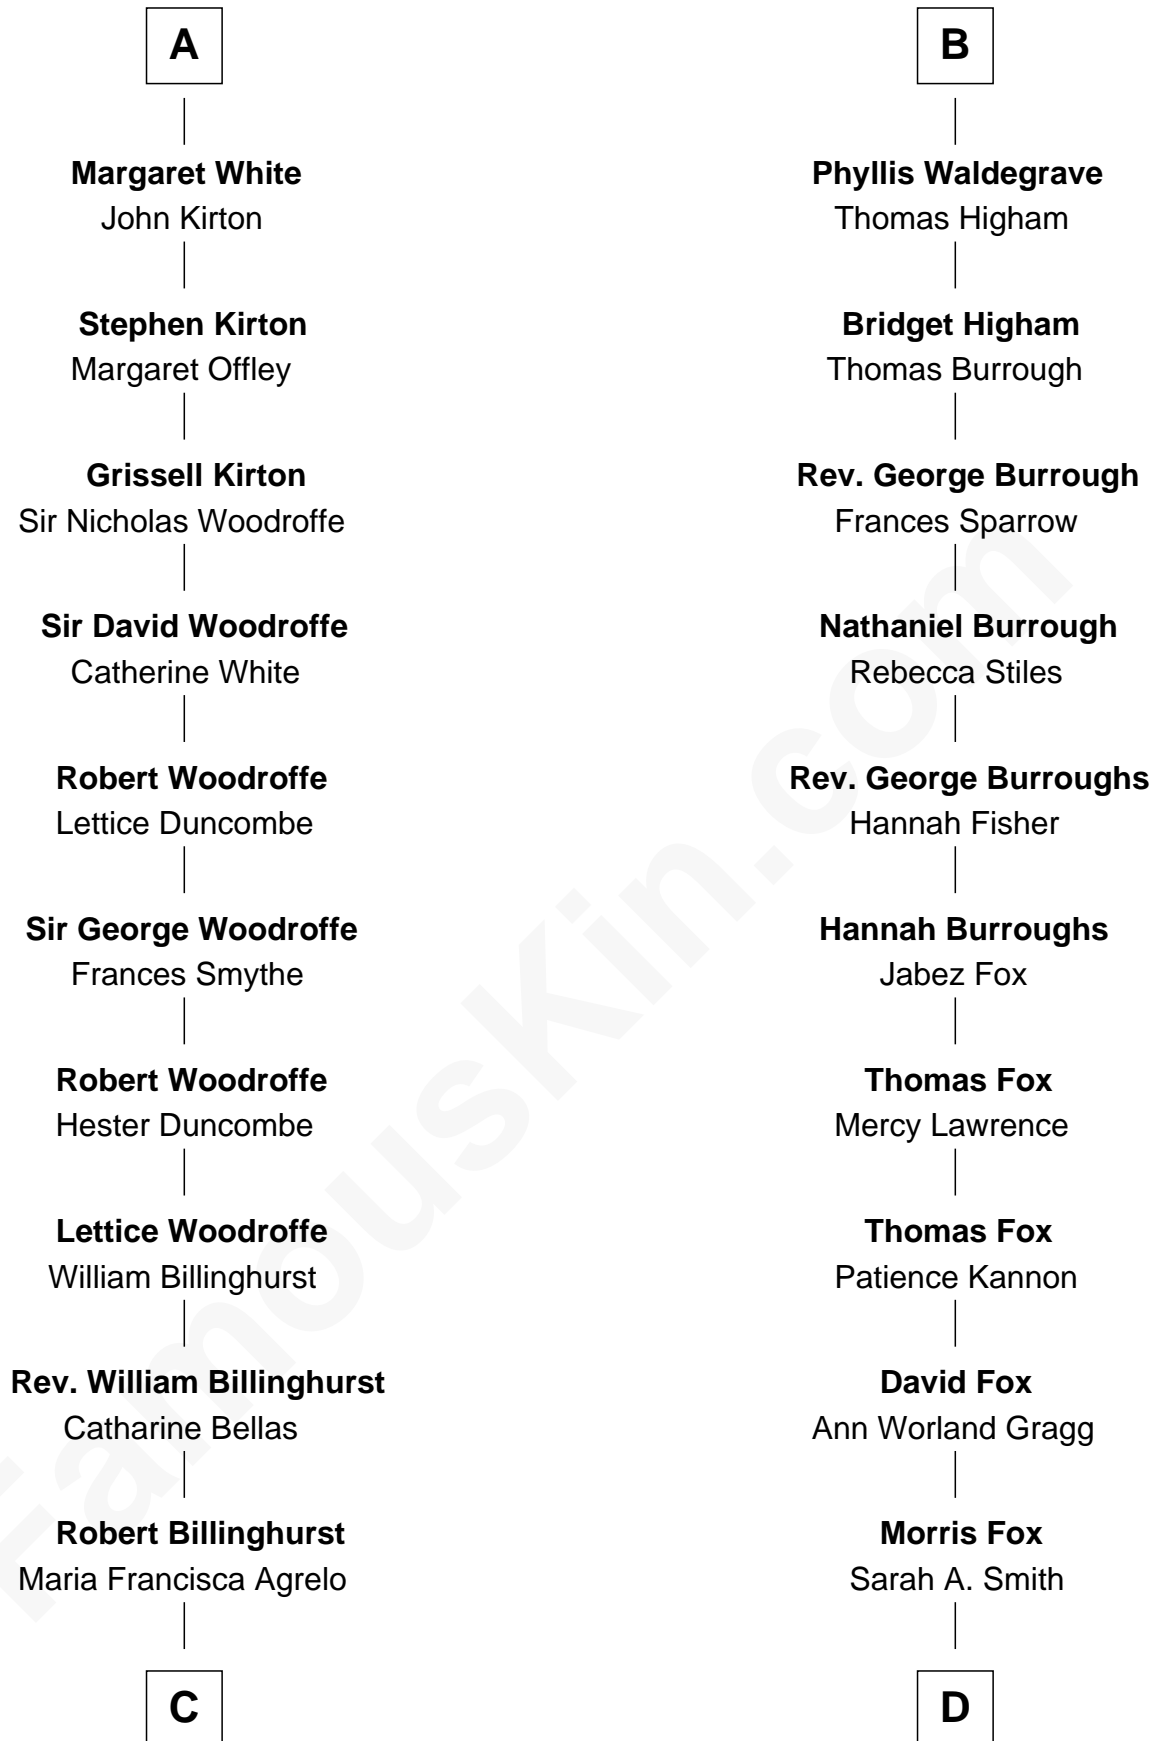 A
Margaret White
John Kirton
Stephen Kirton
Margaret Offley
Grissell Kirton
Sir Nicholas Woodroffe
Sir David Woodroffe
Catherine White
Robert Woodroffe
Lettice Duncombe
Sir George Woodroffe
Frances Smythe
Robert Woodroffe
Hester Duncombe
Lettice Woodroffe
William Billinghurst
Rev. William Billinghurst
Catharine Bellas
Robert Billinghurst
Maria Francisca Agrelo
C
B
Phyllis Waldegrave
Thomas Higham
Bridget Higham
Thomas Burrough
Rev. George Burrough
Frances Sparrow
Nathaniel Burrough
Rebecca Stiles
Rev. George Burroughs
Hannah Fisher
Hannah Burroughs
Jabez Fox
Thomas Fox
Mercy Lawrence
Thomas Fox
Patience Kannon
David Fox
Ann Worland Gragg
Morris Fox
Sarah A. Smith
D
FamousKin.com